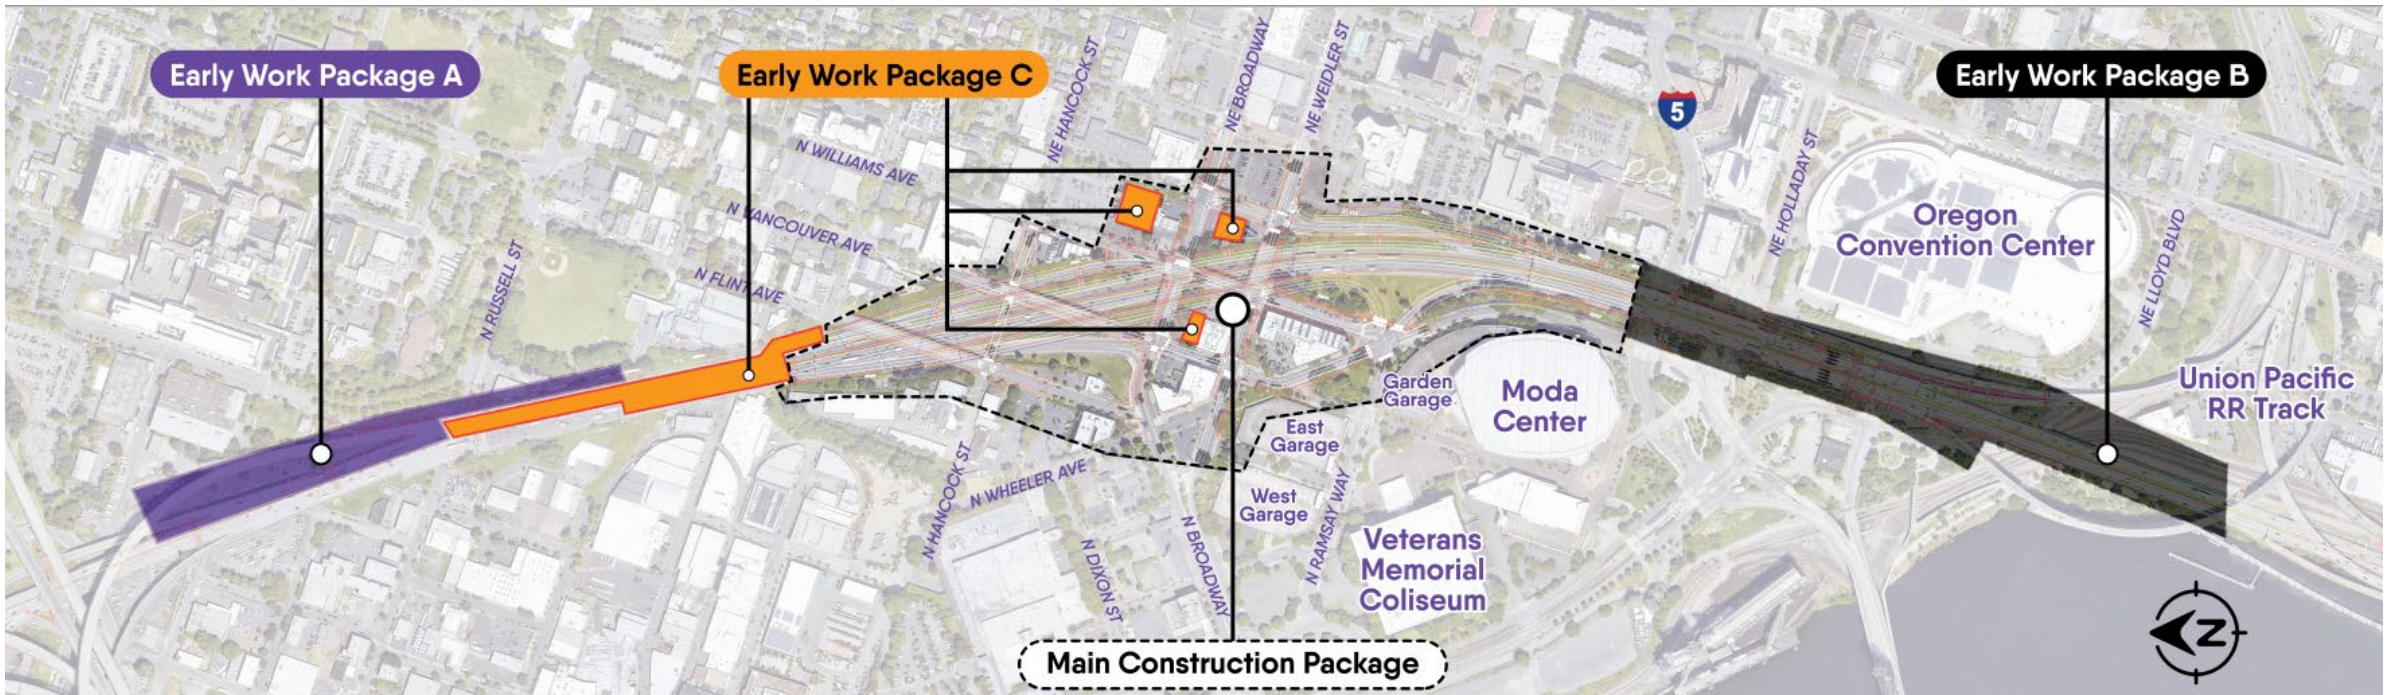 Early Work Package A
Early Work Package C
Early Work Package B
NE HANCOCK ST
NE BROADWAY
NE WEIDLER ST
5
N WILLIAMS AVE
N VANCOUVER AVE
N FLINT AVE
N RUSSELL ST
NE HOLLADAY ST
Oregon
Convention Center
NE LLOYD BLVD
Union Pacific
RR Track
Garden
Garage
Moda
Center
East
Garage
West
Garage
N HANCOCK ST
N WHEELER AVE
N DIXON ST
N BROADWAY
N RAMSAY WAY
Veterans
Memorial
Coliseum
Main Construction Package
N